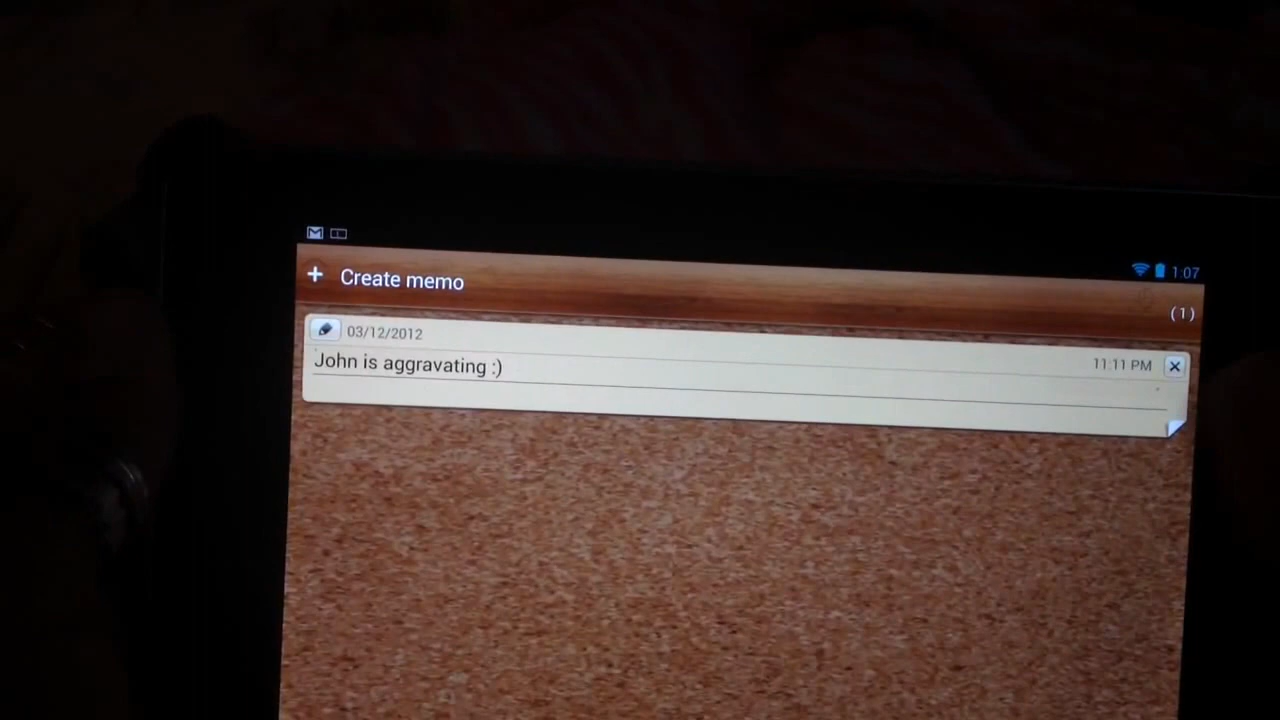 1:07
+ Create memo
(1)
03/12/2012
11:11 PM
John is aggravating :)